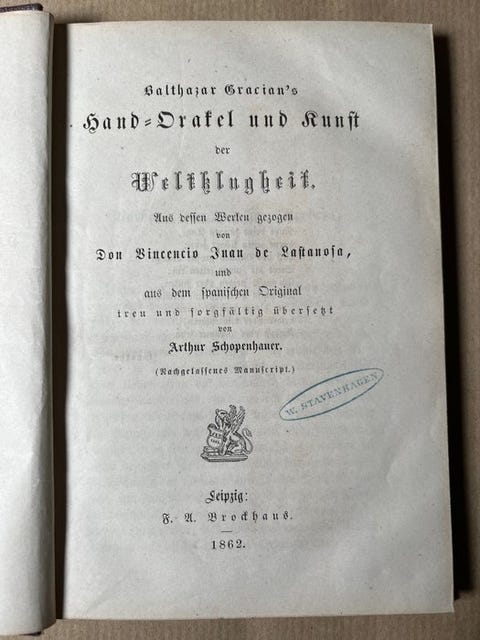 Balthazar Gracian's
Hand-Orakel und Kunst
der
Weltklugheit,
Aus dessen Werken gezogen
von
Don Vincencio Juan de Lastanosa,
und
aus dem spanischen Original
treu und sorgfältig übersetzt
von
Arthur Schopenhauer.
(Nachgelassenes Manuscript.)
W. STAVENHAGEN
Leipzig:
F. A. Brockhaus.
1862.